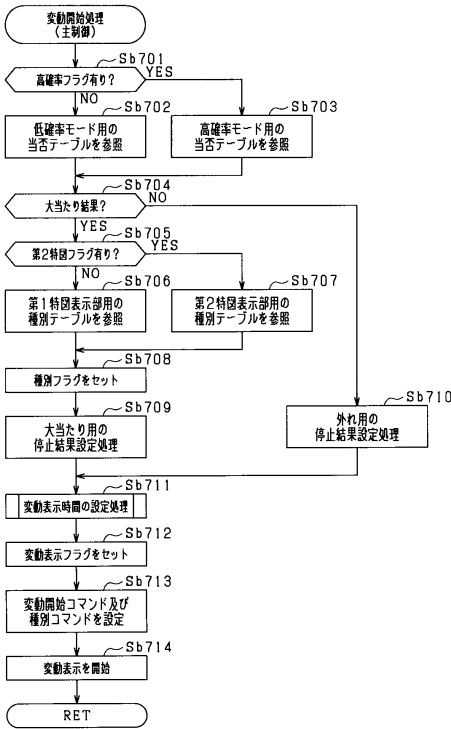 変動開始処理
(主制御)
Sb701
高確率フラグ有り?
YES
NO
Sb702
低確率モード用の
当否テーブルを参照
Sb703
高確率モード用の
当否テーブルを参照
Sb704
大当たり結果?
NO
YES
Sb705
第2特図フラグ有り?
YES
NO
Sb706
第1特図表示部用の
種別テーブルを参照
Sb707
第2特図表示部用の
種別テーブルを参照
Sb708
種別フラグをセット
Sb709
大当たり用の
停止結果設定処理
Sb710
外れ用の
停止結果設定処理
Sb711
変動表示時間の設定処理
Sb712
変動表示フラグをセット
Sb713
変動開始コマンド及び
種別コマンドを設定
Sb714
変動表示を開始
RET